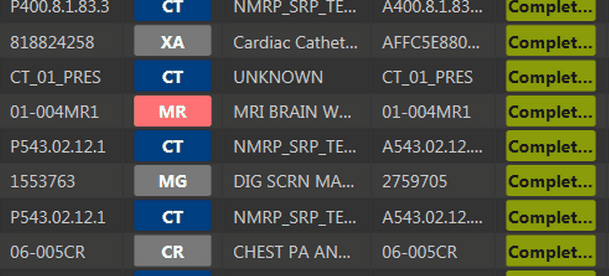 P400.8.1.83.3 CT NMRP_SRP_TE... A400.8.1.83... Complet...
818824258 XA Cardiac Cathet... AFFC5E880... Complet...
CT_01_PRES CT UNKNOWN CT_01_PRES Complet...
01-004MR1 MR MRI BRAIN W... 01-004MR1 Complet...
P543.02.12.1 CT NMRP_SRP_TE... A543.02.12.... Complet...
1553763 MG DIG SCRN MA... 2759705 Complet...
P543.02.12.1 CT NMRP_SRP_TE... A543.02.12.... Complet...
06-005CR CR CHEST PA AN... 06-005CR Complet...